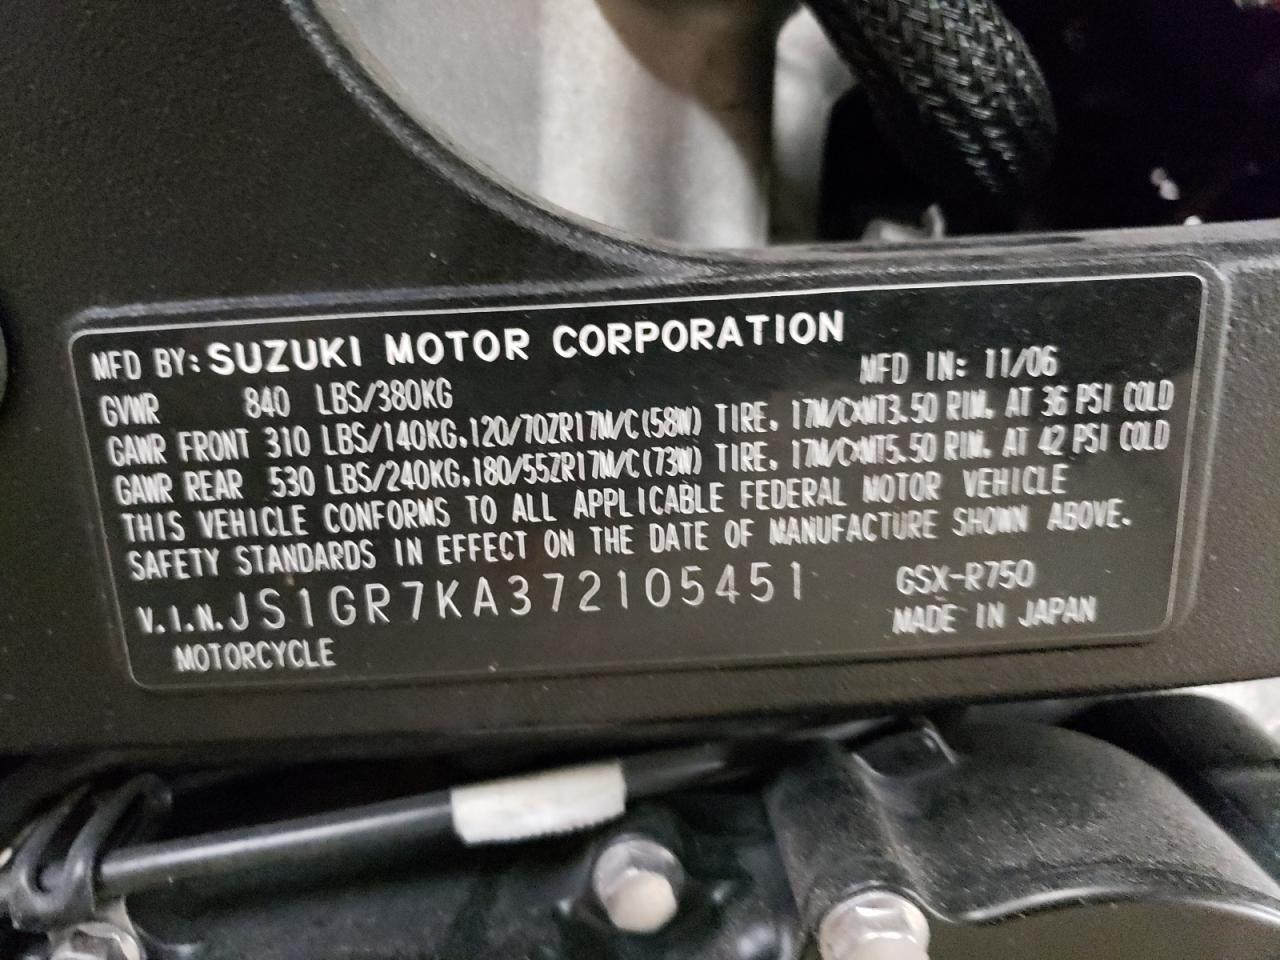 MFD BY: SUZUKI MOTOR CORPORATION
MFD IN: 11/06
GVWR 840 LBS/380KG
GAWR FRONT 310 LBS/140KG.120/70ZR17M/C(58W) TIRE. 17M/CXMT3.50 RIM. AT 36 PSI COLD
GAWR REAR 530 LBS/240KG.180/55ZR17M/C(73W) TIRE. 17M/CXMT5.50 RIM. AT 42 PSI COLD
THIS VEHICLE CONFORMS TO ALL APPLICABLE FEDERAL MOTOR VEHICLE
SAFETY STANDARDS IN EFFECT ON THE DATE OF MANUFACTURE SHOWN ABOVE.
V.I.N. JS1GR7KA372105451 GSX-R750
MOTORCYCLE MADE IN JAPAN